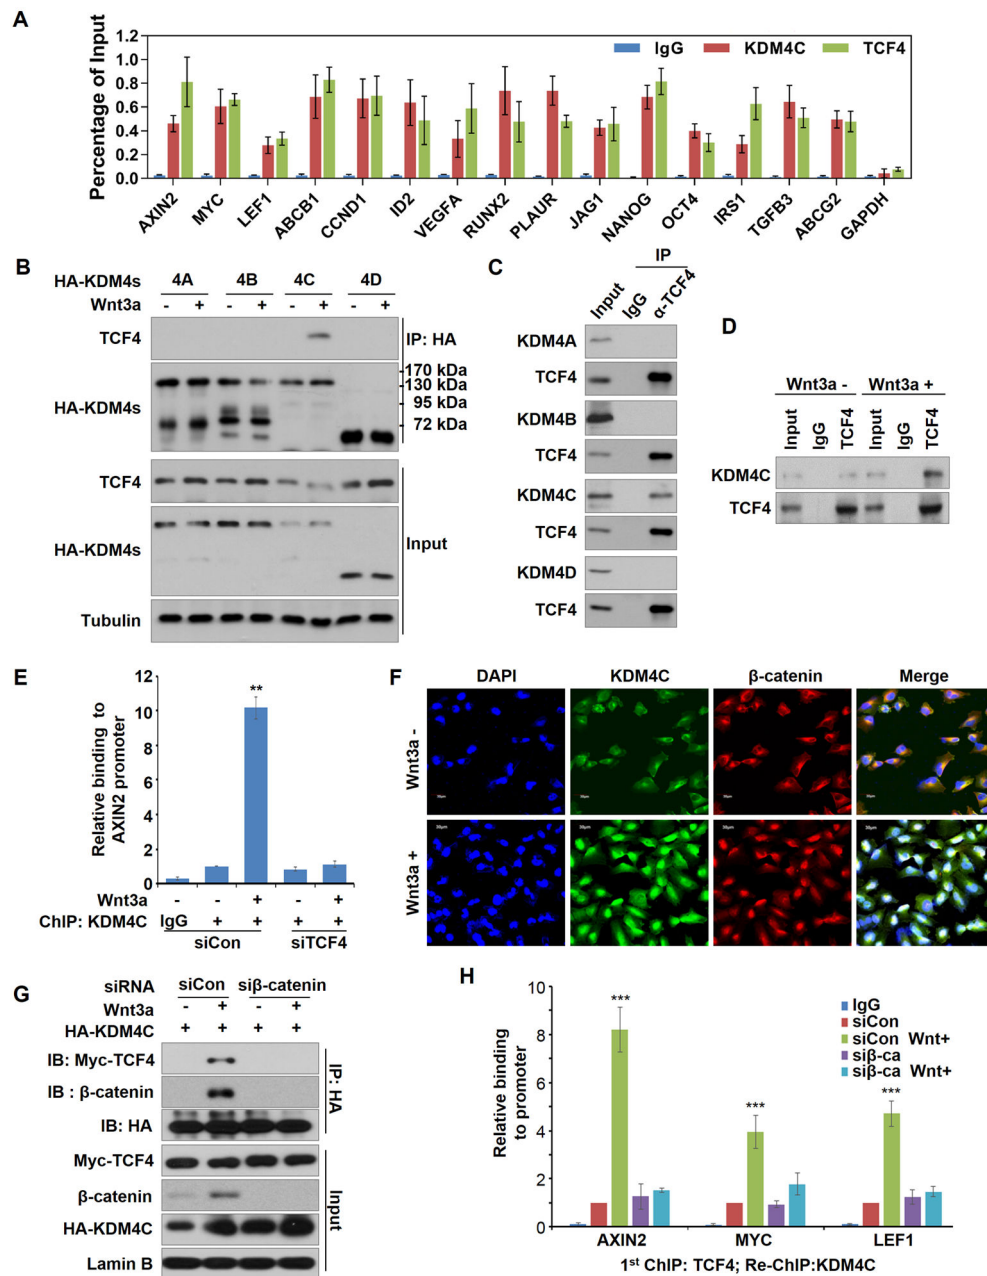 A
Percentage of Input
1.2
1.0
0.8
0.6
0.4
0.2
0.0
IgG KDM4C TCF4
AXIN2 MYC LEF1 ABCB1 CCND1 ID2 VEGFA RUNX2 PLAUR JAG1 NANOG OCT4 IRS1 TGFB3 ABCG2 GAPDH
B
HA-KDM4s 4A 4B 4C 4D
Wnt3a - + - + - + - +
TCF4
IP: HA
HA-KDM4s
170 kDa
130 kDa
95 kDa
72 kDa
TCF4
HA-KDM4s
Input
Tubulin
C
IP
Input IgG α-TCF4
KDM4A
TCF4
KDM4B
TCF4
KDM4C
TCF4
KDM4D
TCF4
D
Wnt3a - Wnt3a +
Input IgG TCF4 Input IgG TCF4
KDM4C
TCF4
E
Relative binding to
AXIN2 promoter
12
10
8
6
4
2
0
**
Wnt3a - - + - +
ChIP: KDM4C IgG + + + +
siCon siTCF4
F
DAPI KDM4C β-catenin Merge
Wnt3a -
Wnt3a +
30μm 30μm 30μm 30μm
G
siRNA siCon siβ-catenin
Wnt3a - + - +
HA-KDM4C + + + +
IB: Myc-TCF4
IB : β-catenin
IB: HA
IP: HA
Myc-TCF4
β-catenin
HA-KDM4C
Lamin B
Input
H
Relative binding
to promoter
10
8
6
4
2
0
*** *** ***
IgG
siCon
siCon Wnt+
siβ-ca
siβ-ca Wnt+
AXIN2 MYC LEF1
1st ChIP: TCF4; Re-ChIP:KDM4C